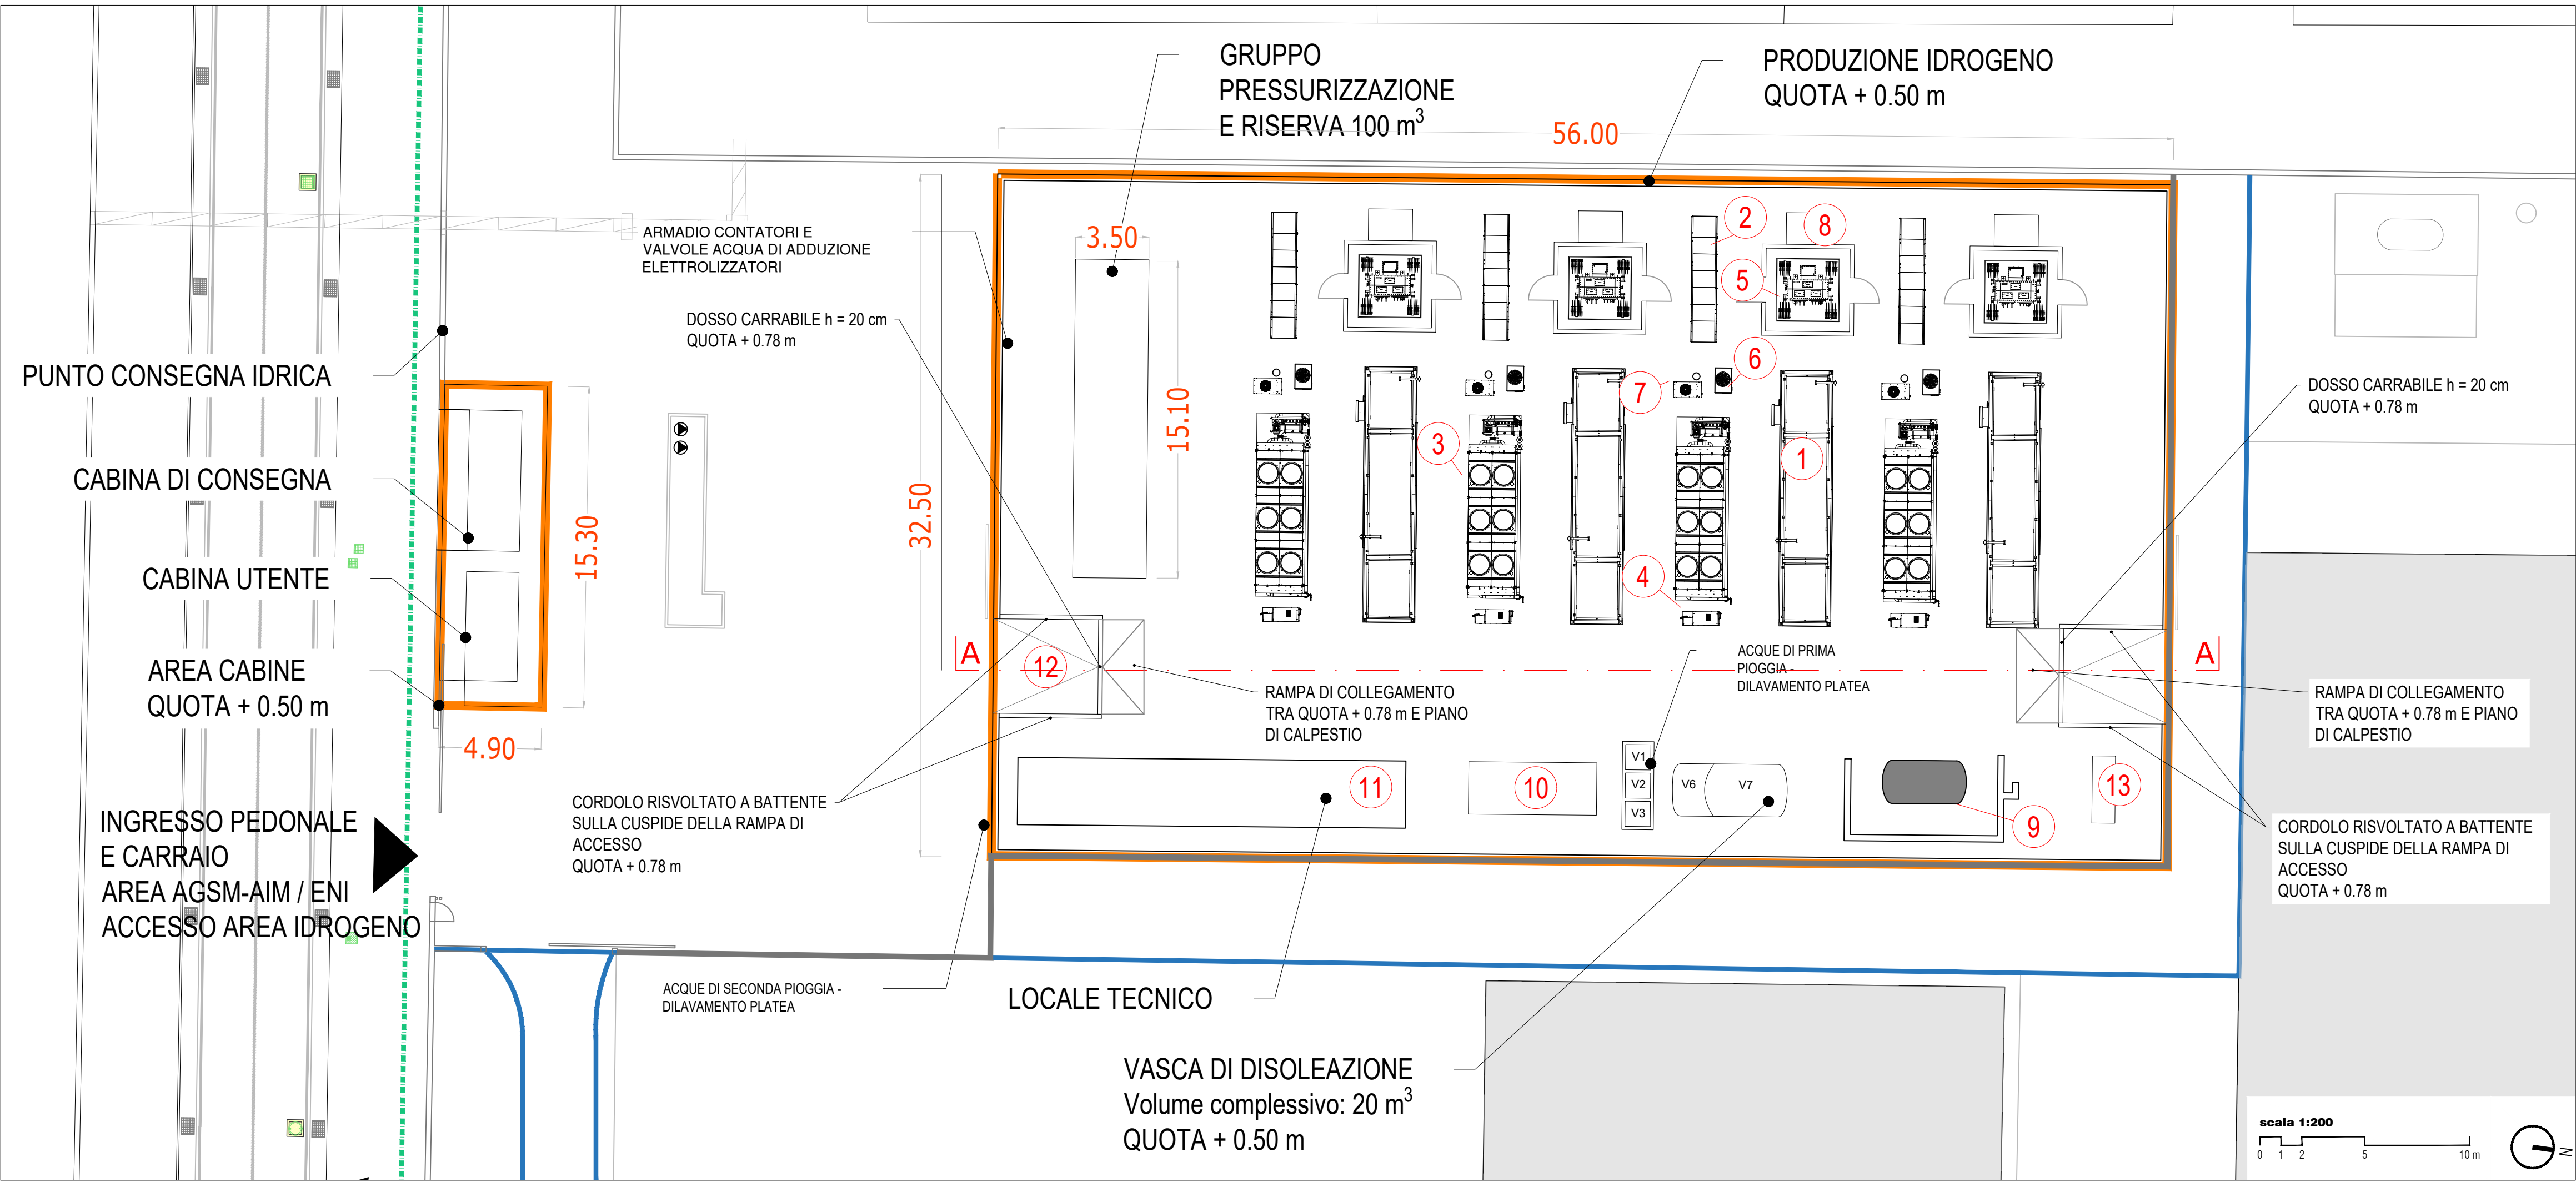 GRUPPO
PRESSURIZZAZIONE
E RISERVA 100 m³
PRODUZIONE IDROGENO
QUOTA + 0.50 m
56.00
ARMADIO CONTATORI E
VALVOLE ACQUA DI ADDUZIONE
ELETTROLIZZATORI
3.50
2
8
5
DOSSO CARRABILE h = 20 cm
QUOTA + 0.78 m
PUNTO CONSEGNA IDRICA
6
7
DOSSO CARRABILE h = 20 cm
QUOTA + 0.78 m
15.10
3
1
CABINA DI CONSEGNA
32.50
15.30
CABINA UTENTE
4
A
12
ACQUE DI PRIMA
PIOGGIA -
DILAVAMENTO PLATEA
A
AREA CABINE
QUOTA + 0.50 m
RAMPA DI COLLEGAMENTO
TRA QUOTA + 0.78 m E PIANO
DI CALPESTIO
RAMPA DI COLLEGAMENTO
TRA QUOTA + 0.78 m E PIANO
DI CALPESTIO
4.90
V1
V2
V3
V6
V7
11
10
9
13
CORDOLO RISVOLTATO A BATTENTE
SULLA CUSPIDE DELLA RAMPA DI
ACCESSO
QUOTA + 0.78 m
CORDOLO RISVOLTATO A BATTENTE
SULLA CUSPIDE DELLA RAMPA DI
ACCESSO
QUOTA + 0.78 m
INGRESSO PEDONALE
E CARRAIO
AREA AGSM-AIM / ENI
ACCESSO AREA IDROGENO
ACQUE DI SECONDA PIOGGIA -
DILAVAMENTO PLATEA
LOCALE TECNICO
VASCA DI DISOLEAZIONE
Volume complessivo: 20 m³
QUOTA + 0.50 m
scala 1:200
0 1 2 5 10 m
N